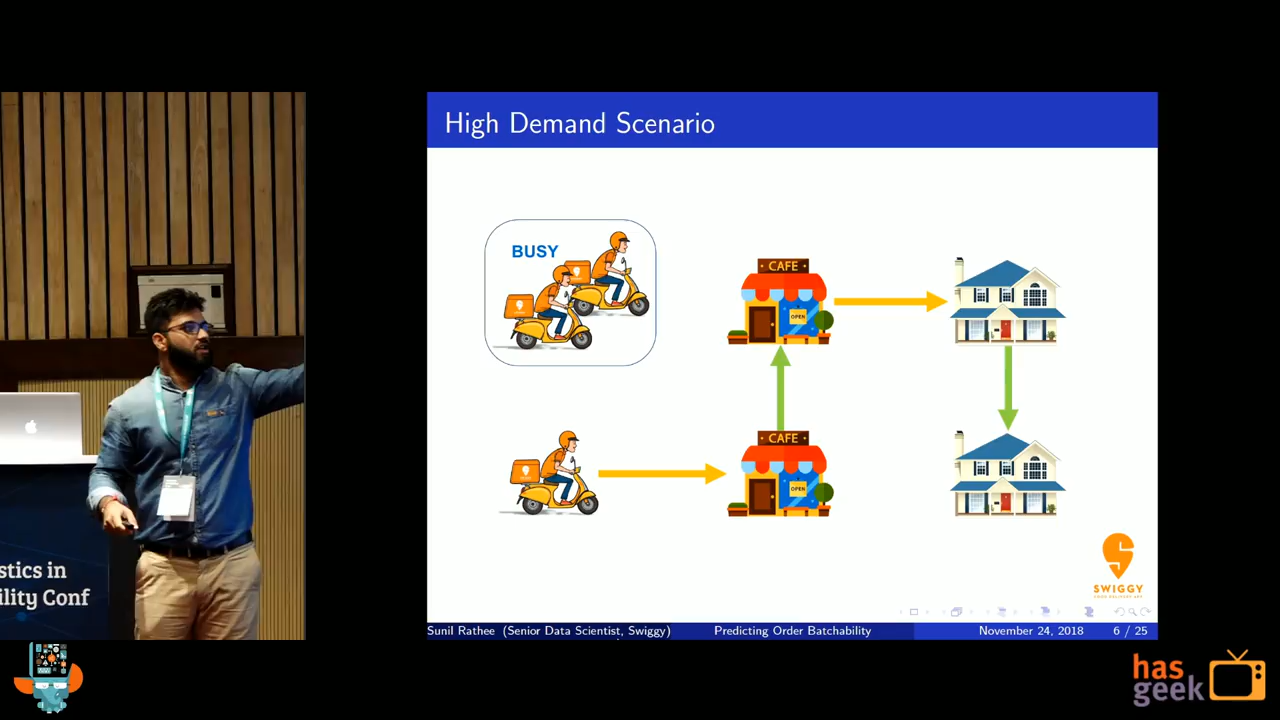 High Demand Scenario
BUSY
CAFE
OPEN
CAFE
OPEN
SWIGGY
Sunil Rathee (Senior Data Scientist, Swiggy)
Predicting Order Batchability
November 24, 2018
6 / 25
stics in
ility Conf
has
geek